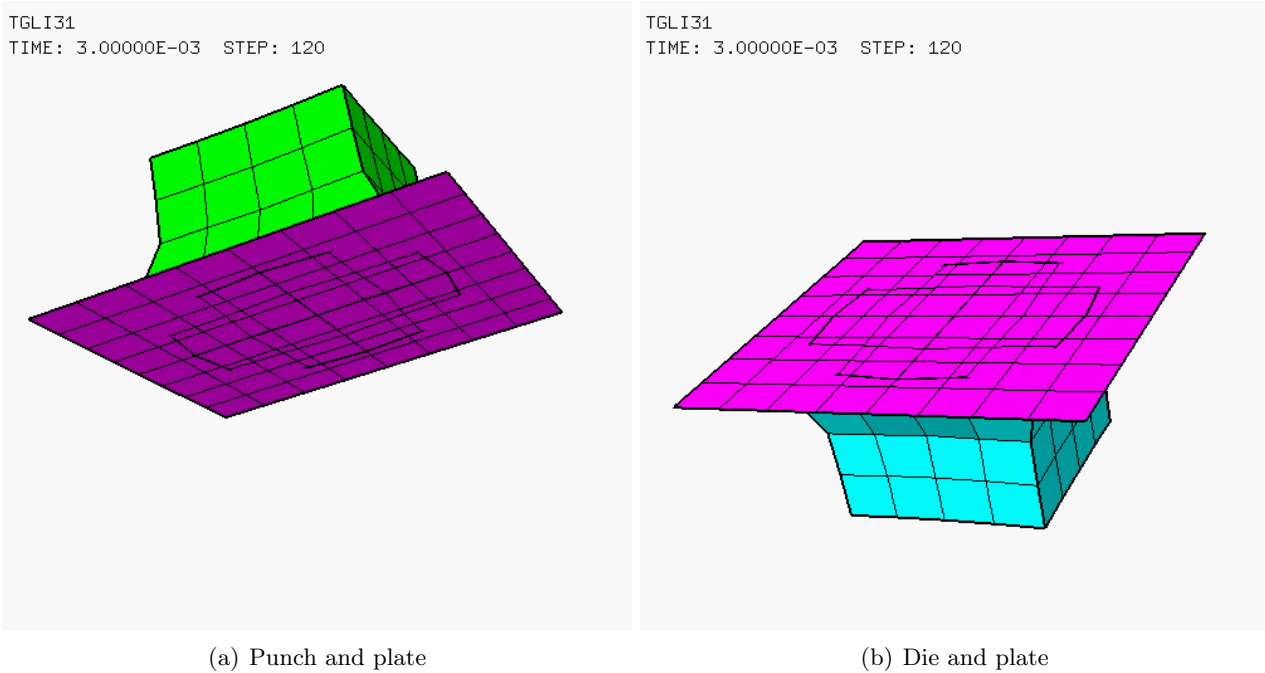 TGLI31
TIME: 3.00000E-03 STEP: 120
TGLI31
TIME: 3.00000E-03 STEP: 120
(a) Punch and plate
(b) Die and plate